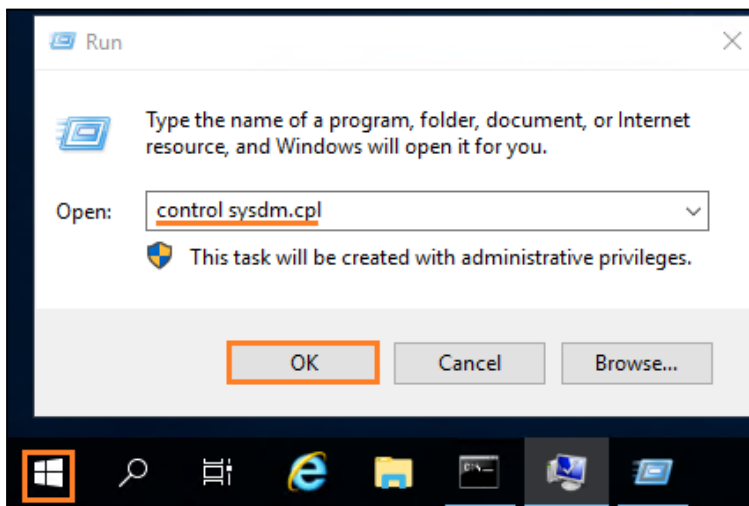 Run
Type the name of a program, folder, document, or Internet
resource, and Windows will open it for you.
Open:
control sysdm.cpl
This task will be created with administrative privileges.
OK
Cancel
Browse...